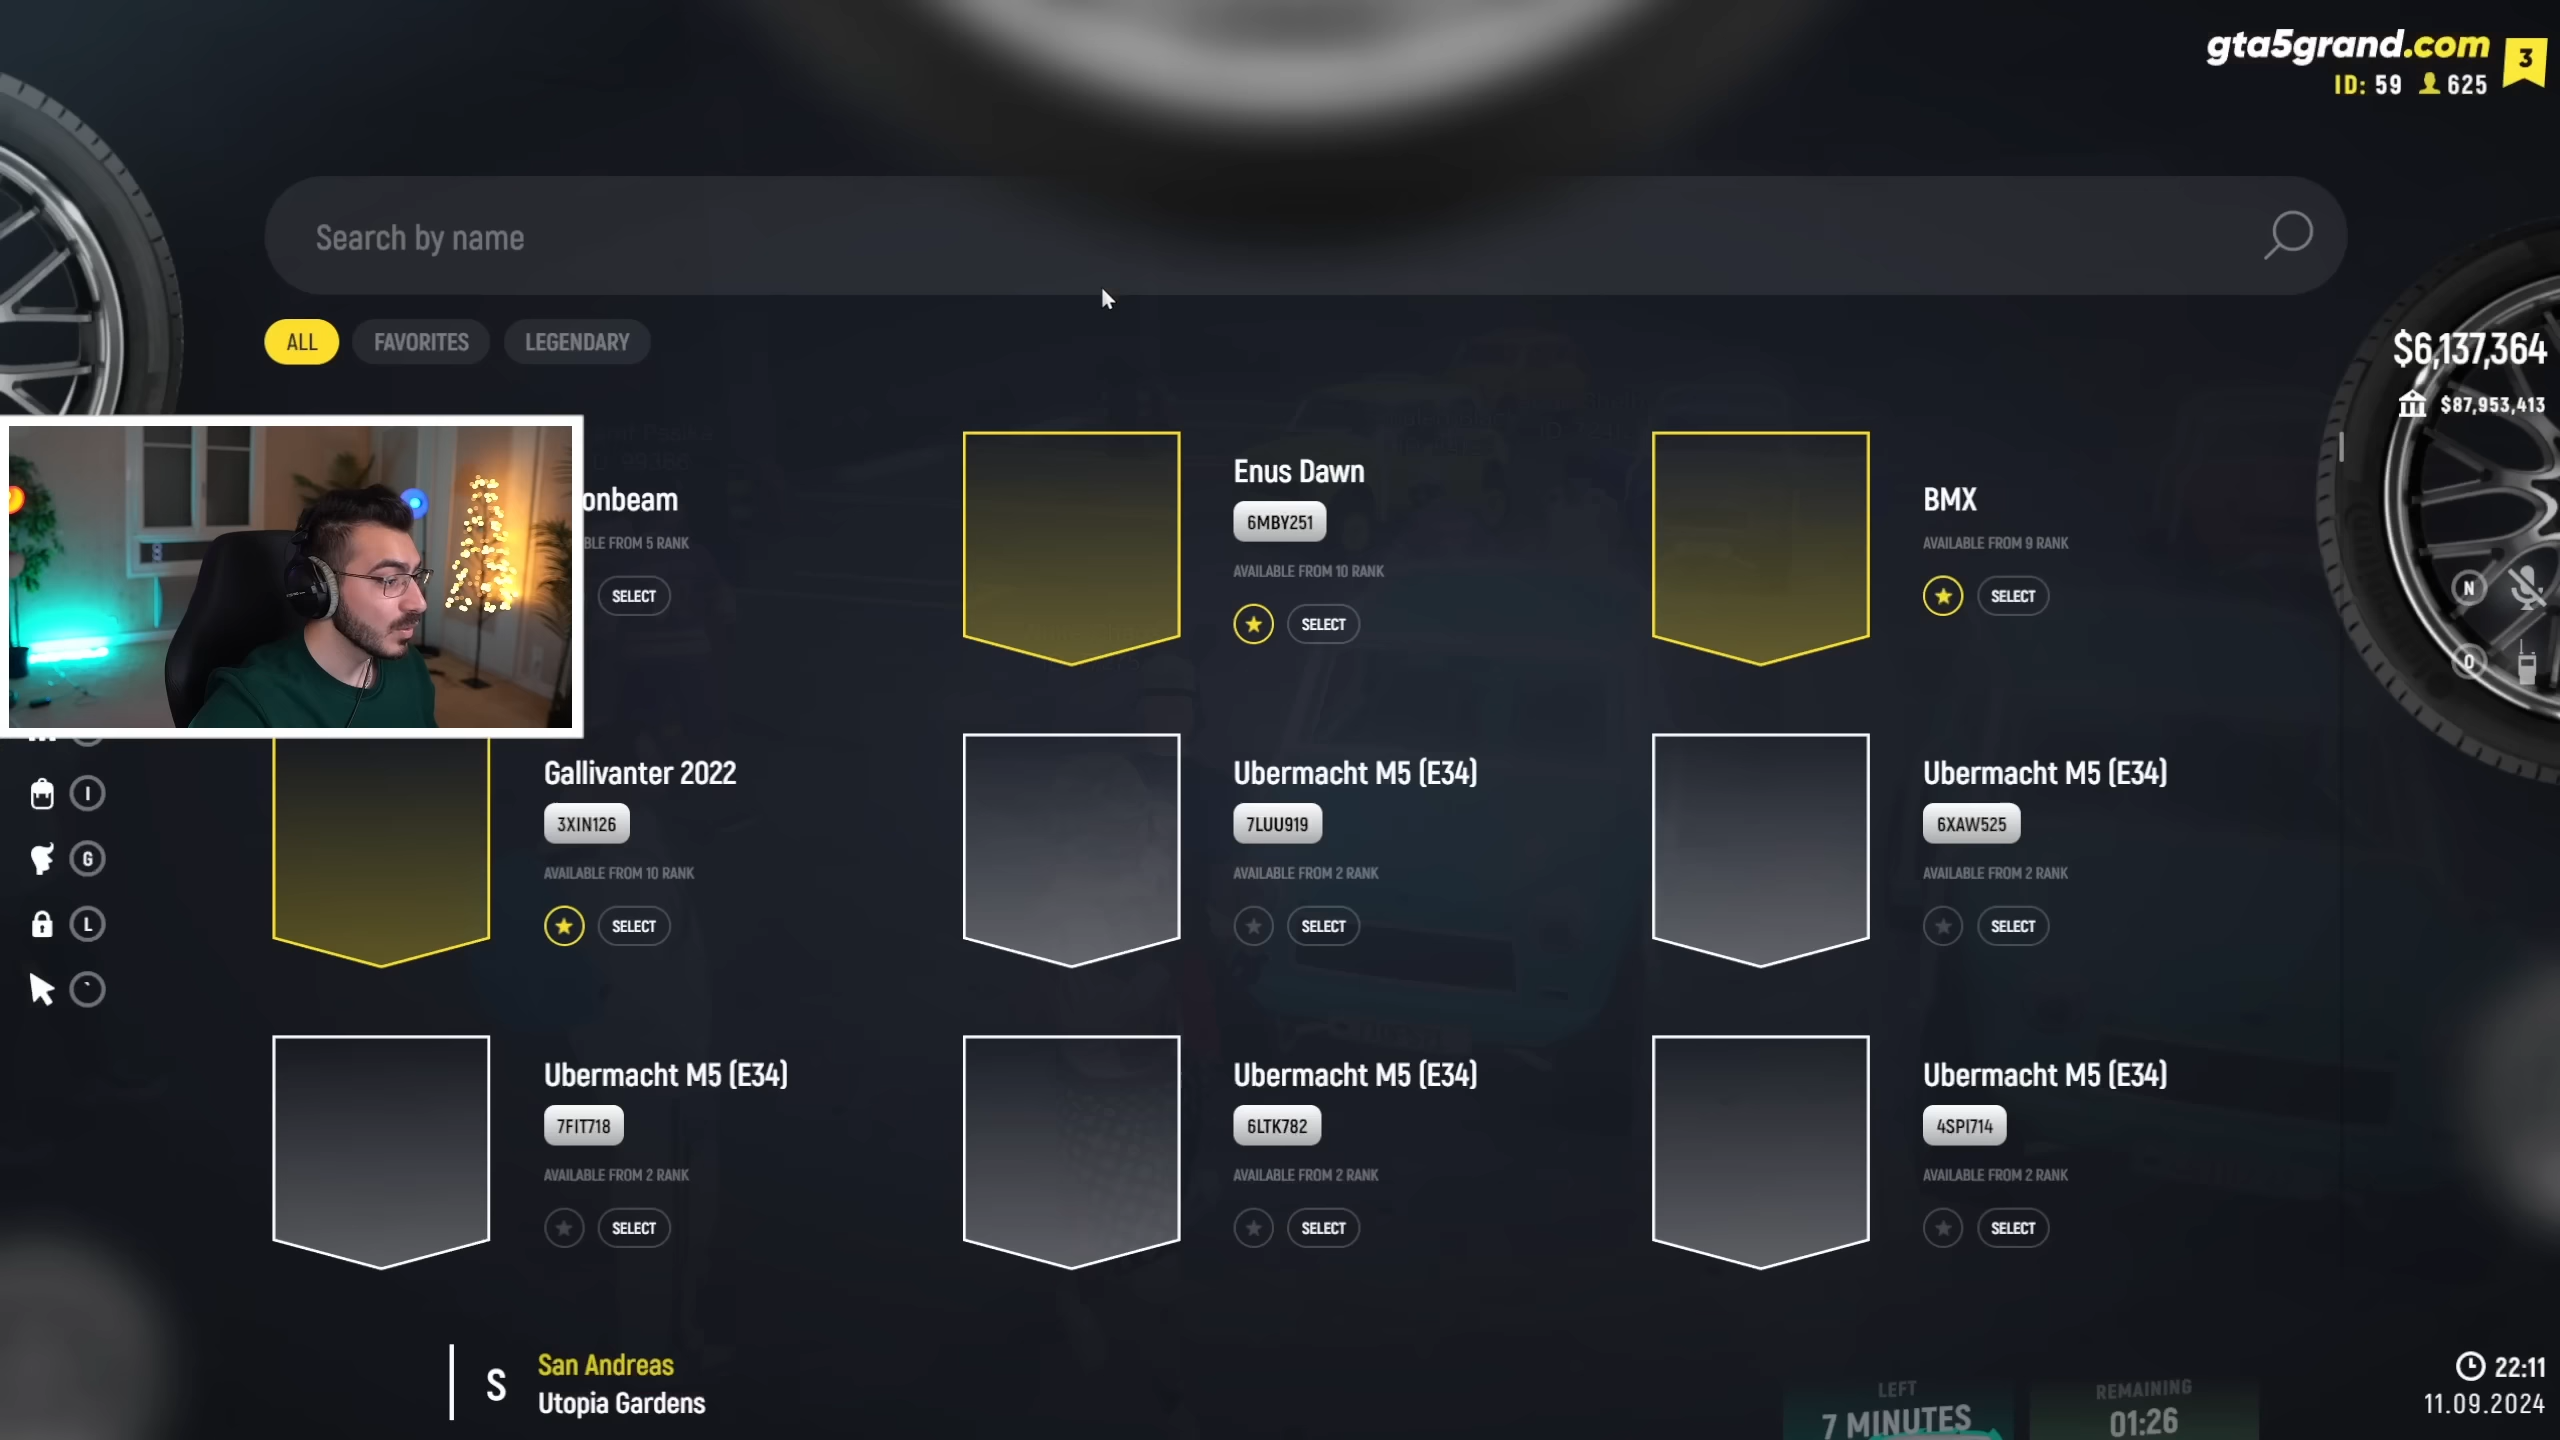 gta5grand.com
3
ID: 59 625
Search by name
ALL FAVORITES LEGENDARY
$6,137,364
$87,953,413
onbeam
BLE FROM 5 RANK
SELECT
Enus Dawn
6MBY251
AVAILABLE FROM 10 RANK
SELECT
BMX
AVAILABLE FROM 9 RANK
SELECT
N
0
Gallivanter 2022
3XIN126
AVAILABLE FROM 10 RANK
SELECT
Ubermacht M5 (E34)
7LUU919
AVAILABLE FROM 2 RANK
SELECT
Ubermacht M5 (E34)
6XAW525
AVAILABLE FROM 2 RANK
SELECT
I
G
L
`
Ubermacht M5 (E34)
7FIT718
AVAILABLE FROM 2 RANK
SELECT
Ubermacht M5 (E34)
6LTK782
AVAILABLE FROM 2 RANK
SELECT
Ubermacht M5 (E34)
4SPI714
AVAILABLE FROM 2 RANK
SELECT
S
San Andreas
Utopia Gardens
LEFT
7 MINUTES
REMAINING
01:26
22:11
11.09.2024